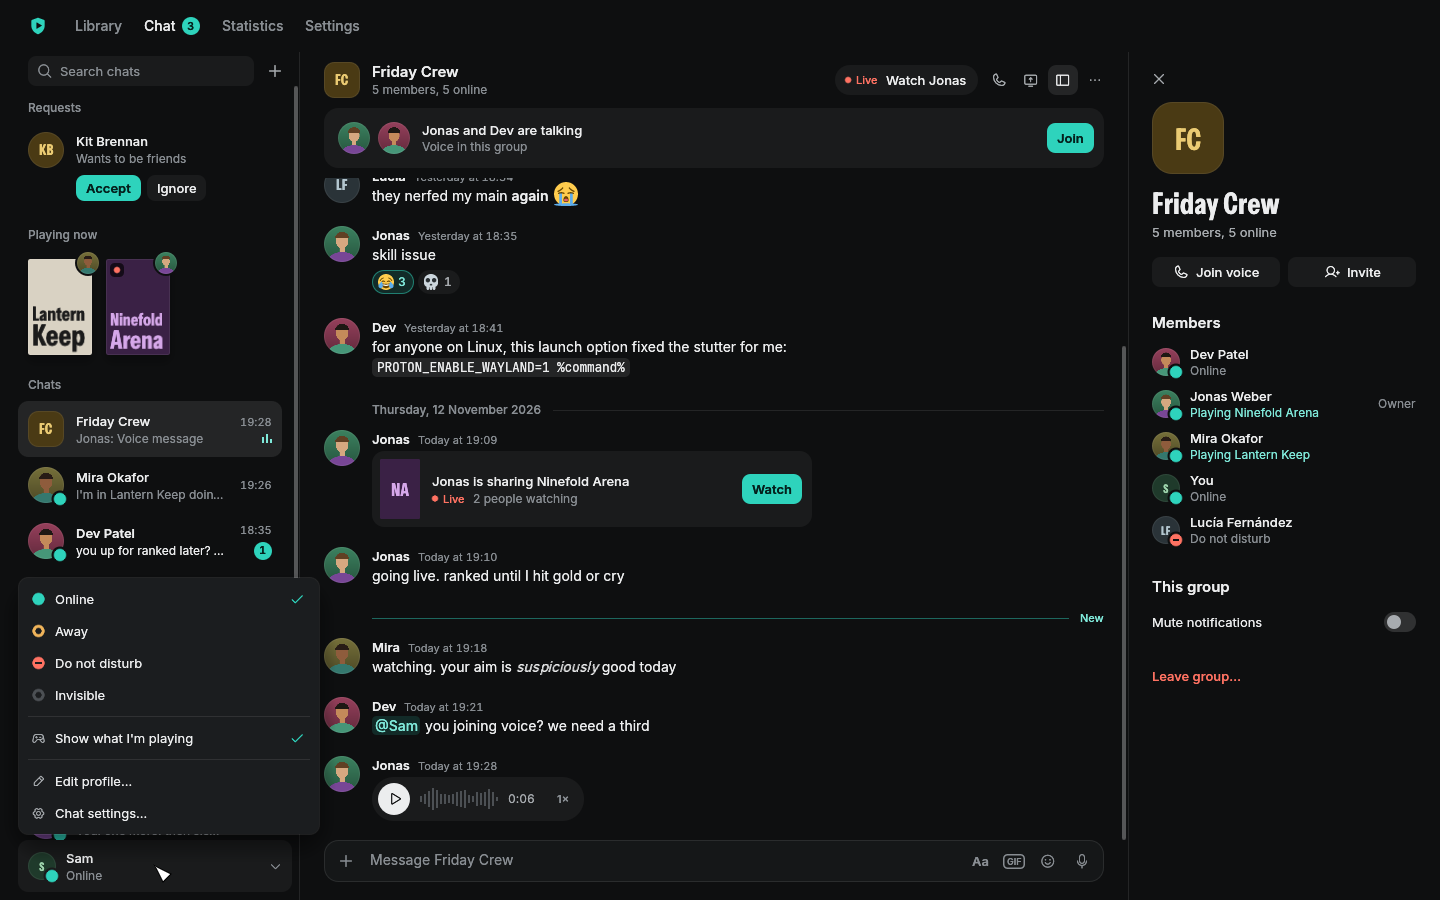 Library
Chat 3
Statistics
Settings
Search chats
Requests
KB
Kit Brennan
Wants to be friends
Accept
Ignore
Playing now
Lantern
Keep
Ninefold
Arena
Chats
FC
Friday Crew
19:28
Jonas: Voice message
Mira Okafor
I'm in Lantern Keep doin...
19:26
Dev Patel
18:35
you up for ranked later? ...
1
Online
Away
Do not disturb
Invisible
Show what I'm playing
Edit profile...
Chat settings...
S
Sam
Online
FC
Friday Crew
5 members, 5 online
Live Watch Jonas
Jonas and Dev are talking
Voice in this group
Join
LF
Lucía Yesterday at 18:34
they nerfed my main again
Jonas Yesterday at 18:35
skill issue
3
1
Dev Yesterday at 18:41
for anyone on Linux, this launch option fixed the stutter for me:
PROTON_ENABLE_WAYLAND=1 %command%
Thursday, 12 November 2026
Jonas Today at 19:09
NA
Jonas is sharing Ninefold Arena
Live 2 people watching
Watch
Jonas Today at 19:10
going live. ranked until I hit gold or cry
New
Mira Today at 19:18
watching. your aim is suspiciously good today
Dev Today at 19:21
@Sam you joining voice? we need a third
Jonas Today at 19:28
0:06
1×
Message Friday Crew
Aa
GIF
FC
Friday Crew
5 members, 5 online
Join voice
Invite
Members
Dev Patel
Online
Jonas Weber
Playing Ninefold Arena
Owner
Mira Okafor
Playing Lantern Keep
S
You
Online
LF
Lucía Fernández
Do not disturb
This group
Mute notifications
Leave group...